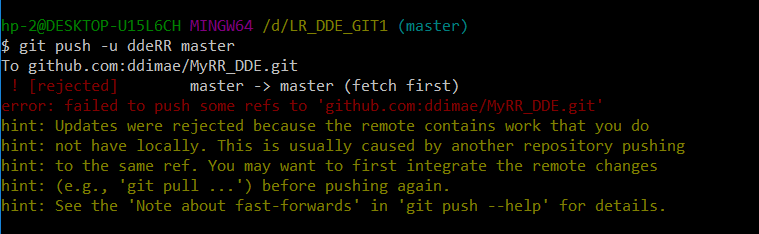 hp-2@DESKTOP-U15L6CH MINGW64 /d/LR_DDE_GIT1 (master)
$ git push -u ddeRR master
To github.com:ddimae/MyRR_DDE.git
 ! [rejected]        master -> master (fetch first)
error: failed to push some refs to 'github.com:ddimae/MyRR_DDE.git'
hint: Updates were rejected because the remote contains work that you do
hint: not have locally. This is usually caused by another repository pushing
hint: to the same ref. You may want to first integrate the remote changes
hint: (e.g., 'git pull ...') before pushing again.
hint: See the 'Note about fast-forwards' in 'git push --help' for details.